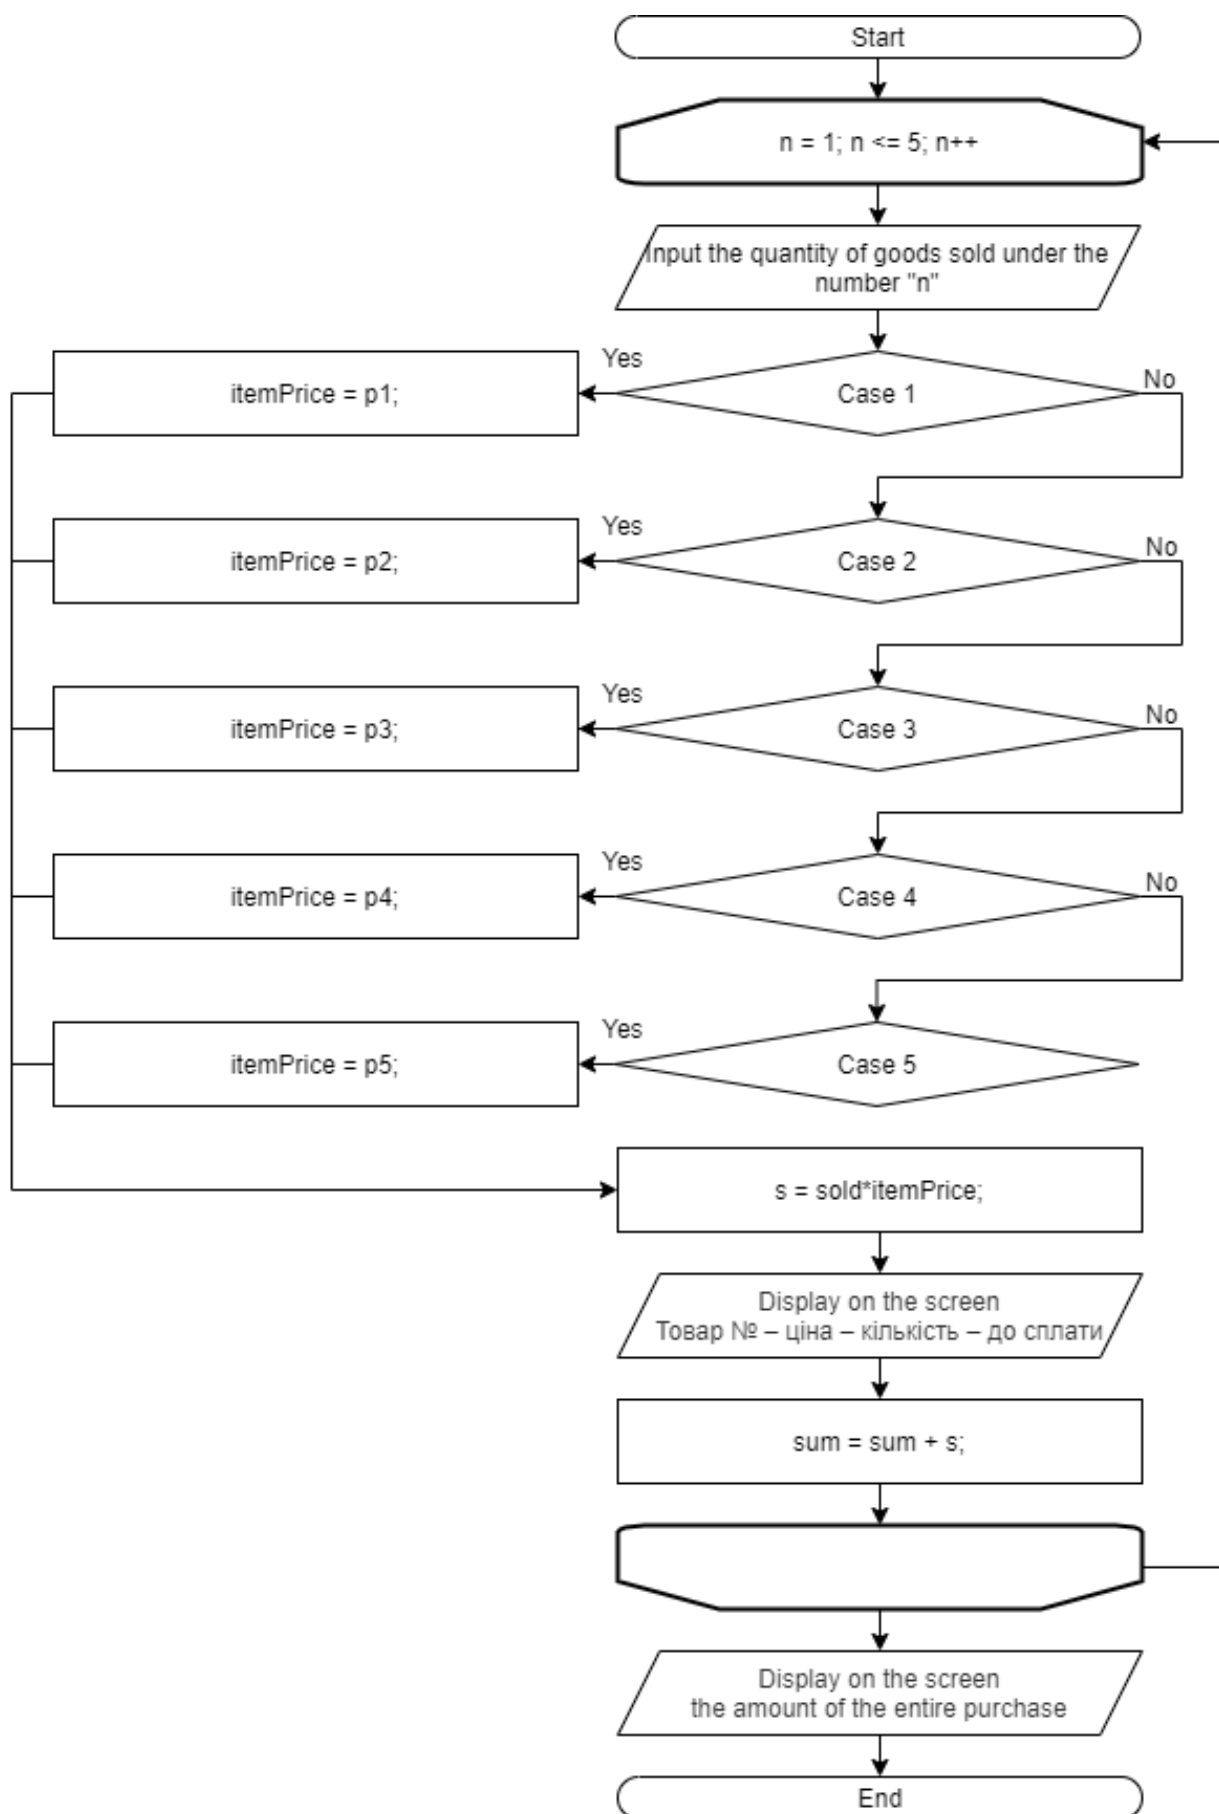 Start
n = 1; n <= 5; n++
Input the quantity of goods sold under the
number "n"
Yes
itemPrice = p1;
Case 1
No
Yes
itemPrice = p2;
Case 2
No
Yes
itemPrice = p3;
Case 3
No
Yes
itemPrice = p4;
Case 4
No
Yes
itemPrice = p5;
Case 5
s = sold*itemPrice;
Display on the screen
Товар № – ціна – кількість – до сплати
sum = sum + s;
Display on the screen
the amount of the entire purchase
End